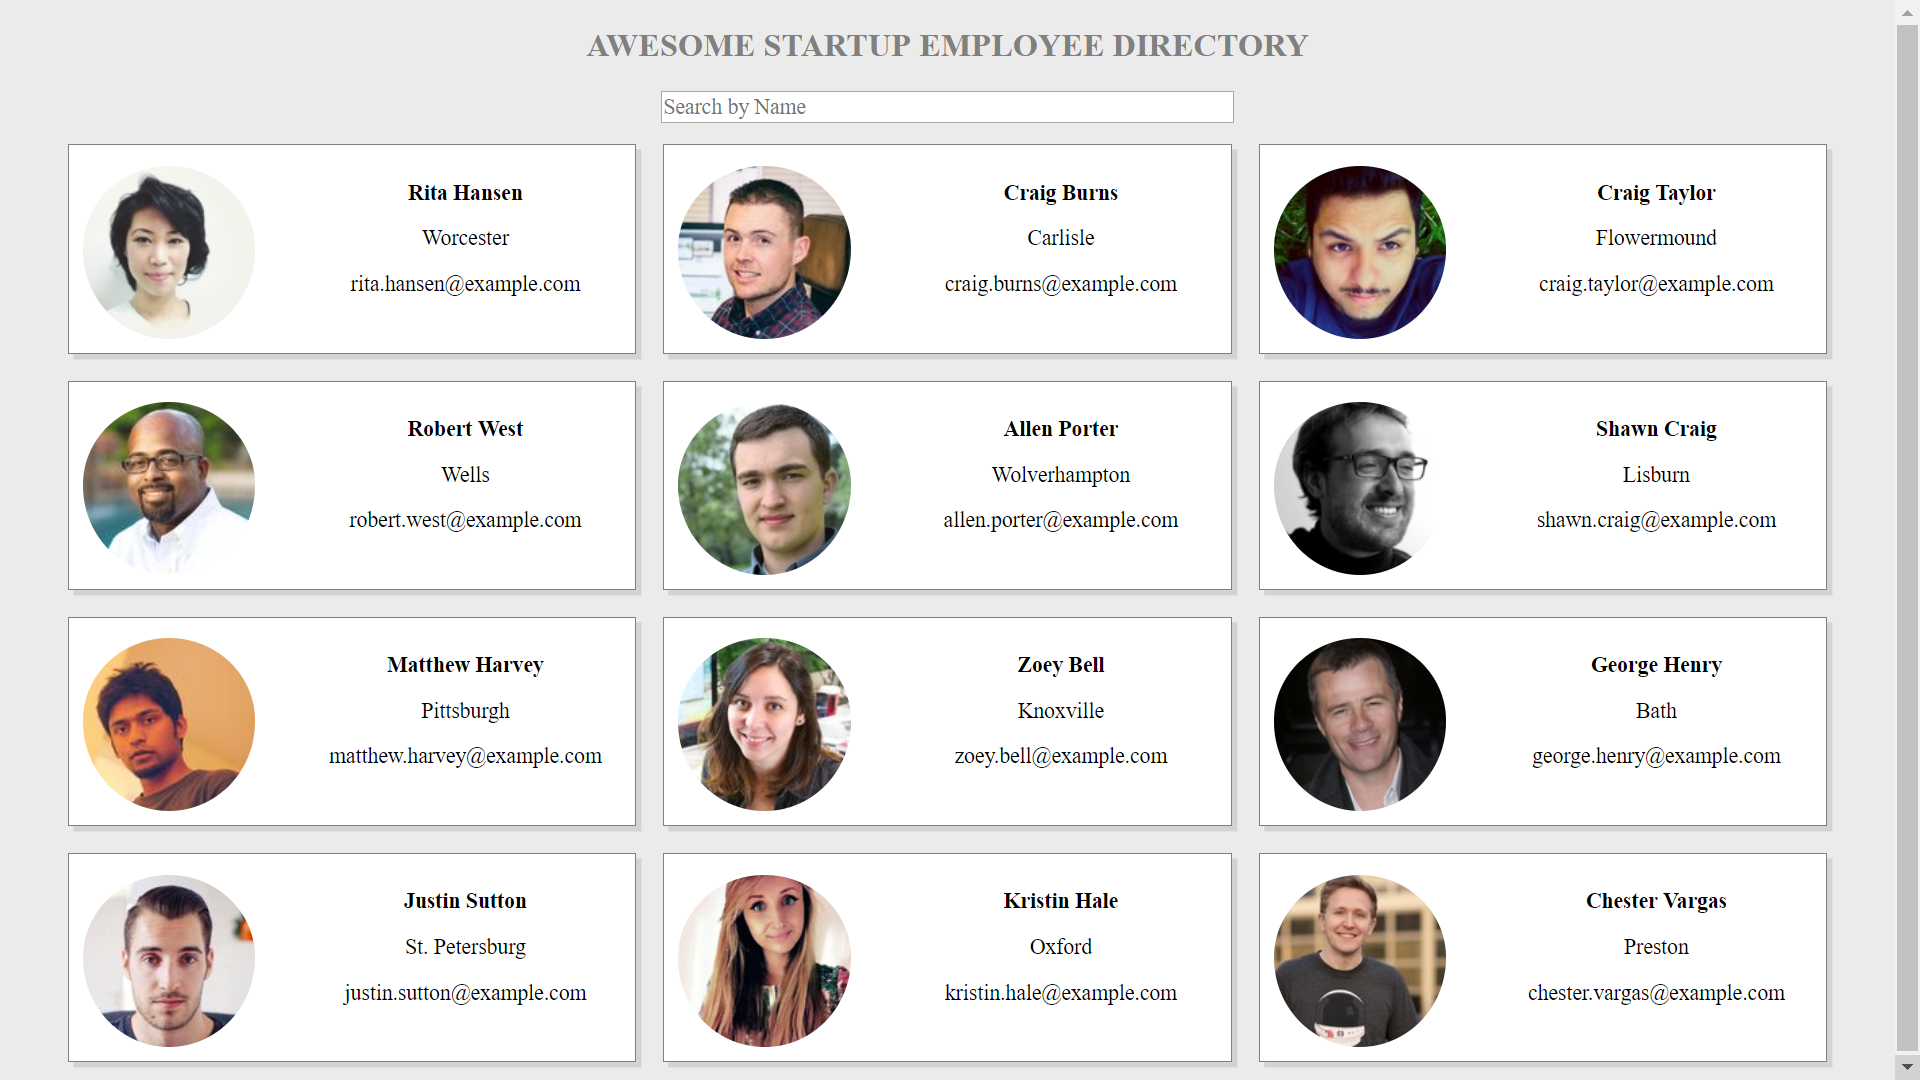 AWESOME STARTUP EMPLOYEE DIRECTORY
Search by Name
Rita Hansen
Worcester
rita.hansen@example.com
Craig Burns
Carlisle
craig.burns@example.com
Craig Taylor
Flowermound
craig.taylor@example.com
Robert West
Wells
robert.west@example.com
Allen Porter
Wolverhampton
allen.porter@example.com
Shawn Craig
Lisburn
shawn.craig@example.com
Matthew Harvey
Pittsburgh
matthew.harvey@example.com
Zoey Bell
Knoxville
zoey.bell@example.com
George Henry
Bath
george.henry@example.com
Justin Sutton
St. Petersburg
justin.sutton@example.com
Kristin Hale
Oxford
kristin.hale@example.com
Chester Vargas
Preston
chester.vargas@example.com